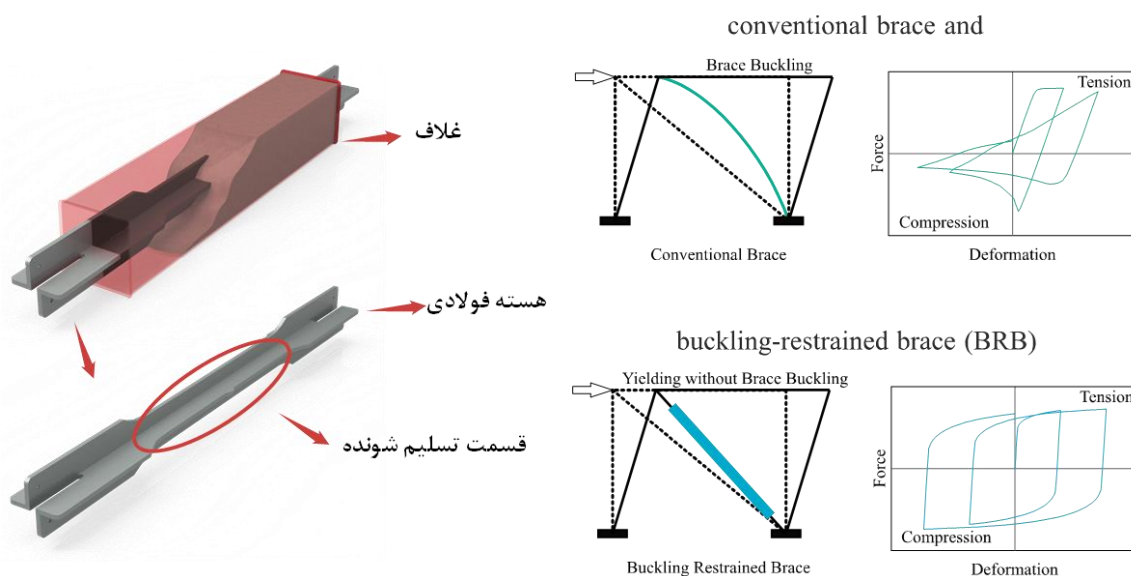 غلاف
هسته فولادی
قسمت تسلیم شونده
conventional brace and
Brace Buckling
Conventional Brace
Tension
Force
Compression
Deformation
buckling-restrained brace (BRB)
Yielding without Brace Buckling
Buckling Restrained Brace
Tension
Force
Compression
Deformation